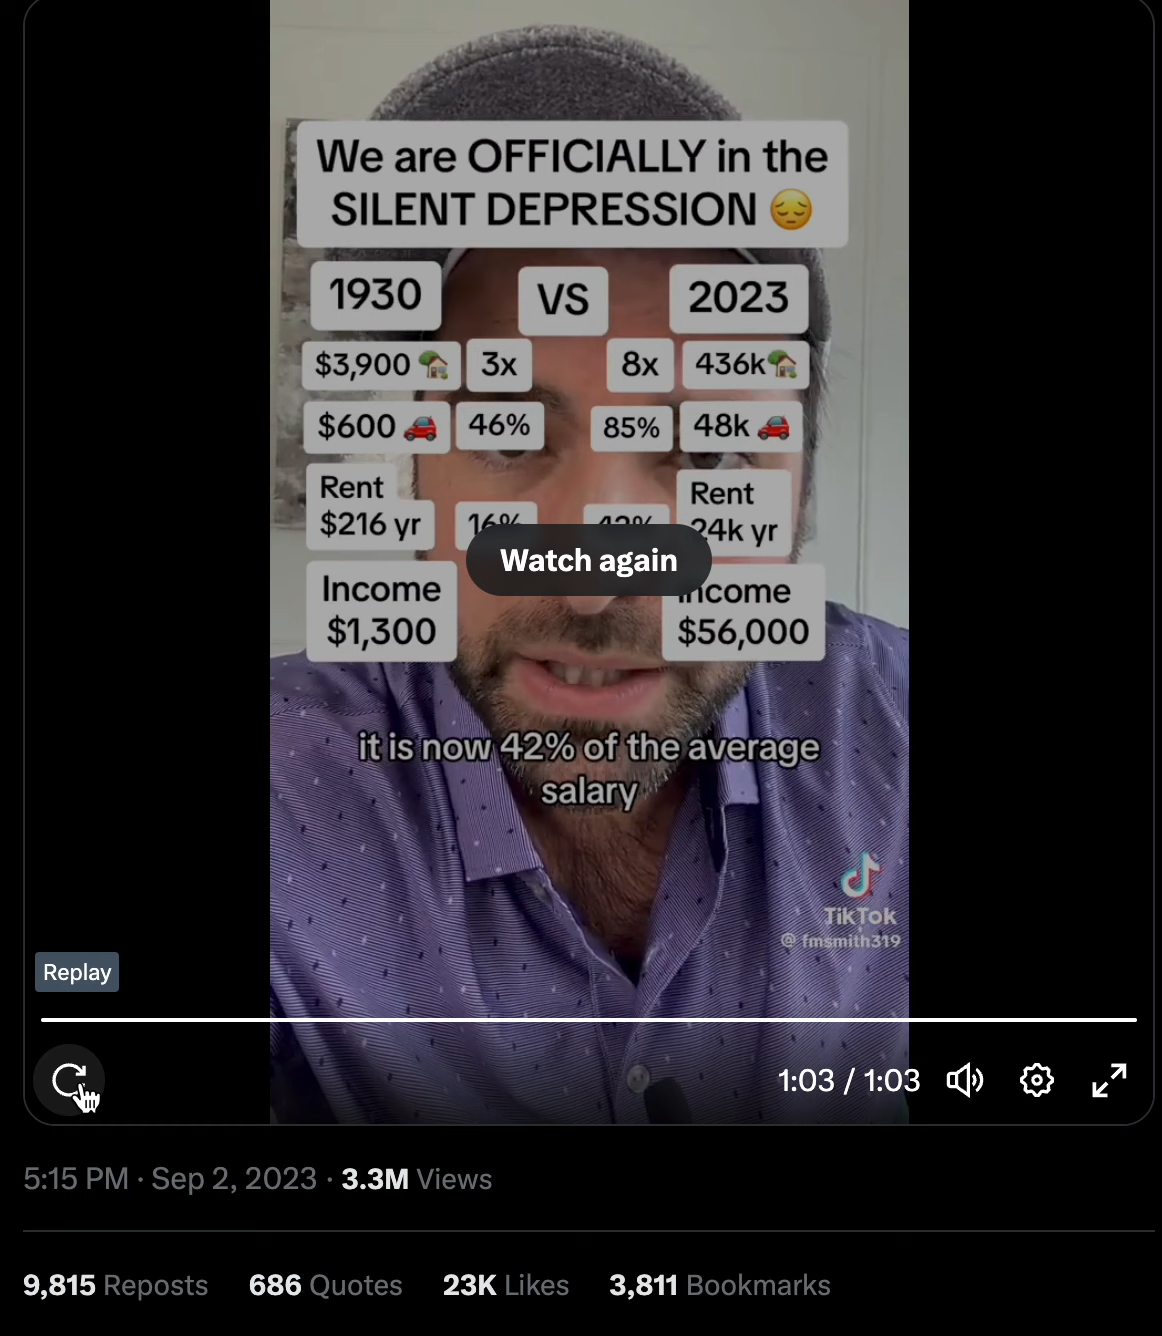 We are OFFICIALLY in the
SILENT DEPRESSION 😔
1930
VS
2023
$3,900 🏡
3x
8x
436k🏡
$600 🚗
46%
85%
48k 🚗
Rent
$216 yr
16%
42%
Rent
24k yr
Watch again
Income
$1,300
Income
$56,000
it is now 42% of the average
salary
TikTok
@ fmsmith319
Replay
1:03 / 1:03
5:15 PM · Sep 2, 2023 · 3.3M Views
9,815 Reposts 686 Quotes 23K Likes 3,811 Bookmarks